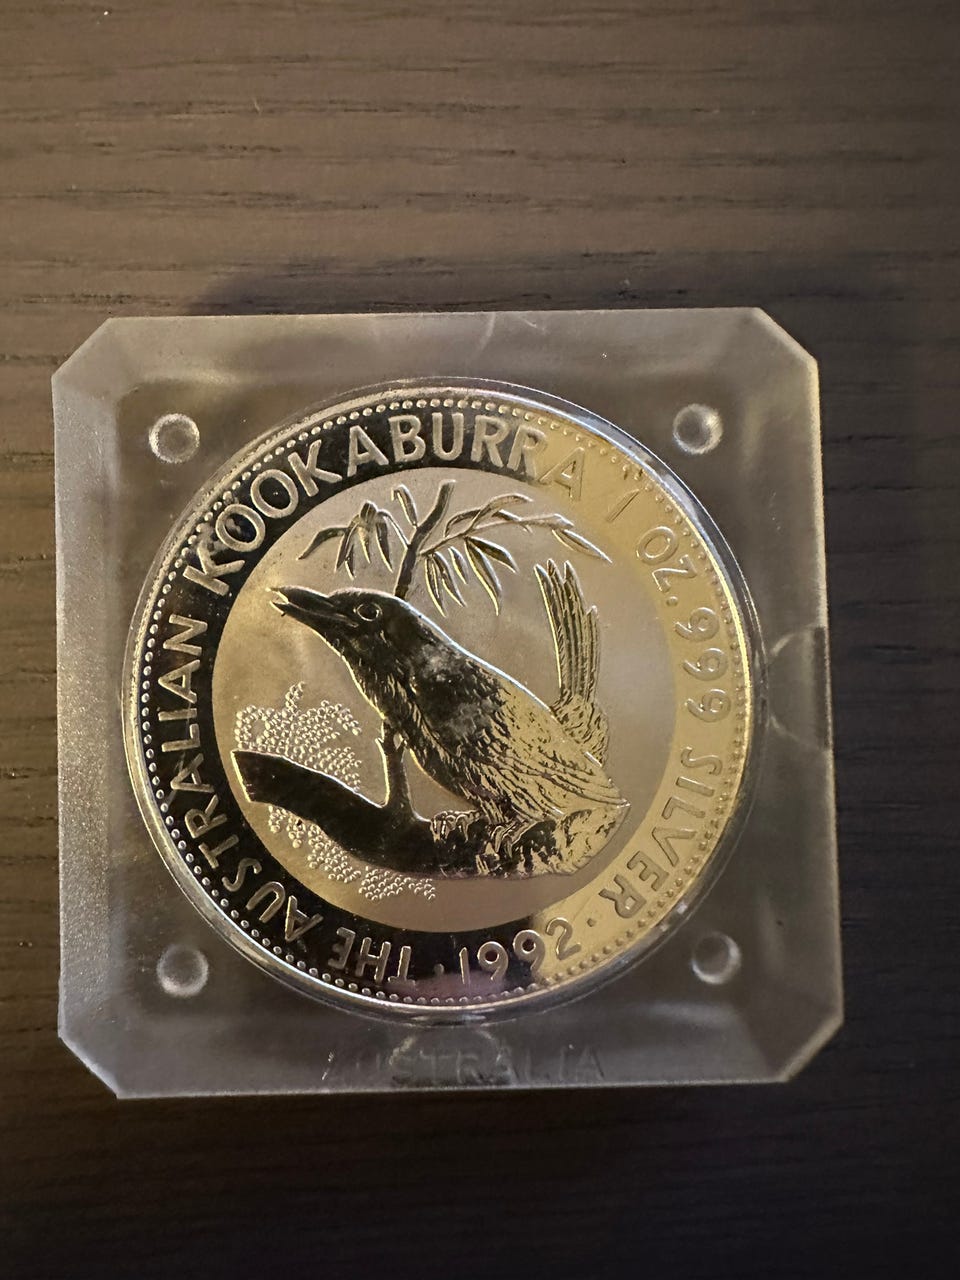 THE AUSTRALIAN KOOKABURRA 1 OZ. 999 SILVER · 1992 ·
AUSTRALIA